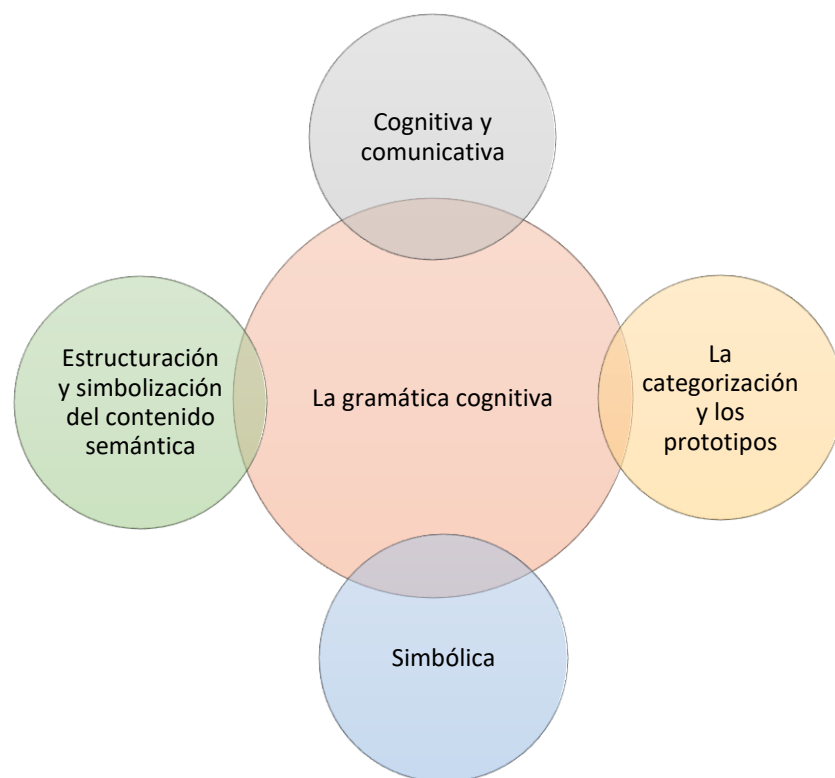 Cognitiva y
comunicativa
Estructuración
y simbolización
del contenido
semántica
La gramática cognitiva
La
categorización
y los
prototipos
Simbólica